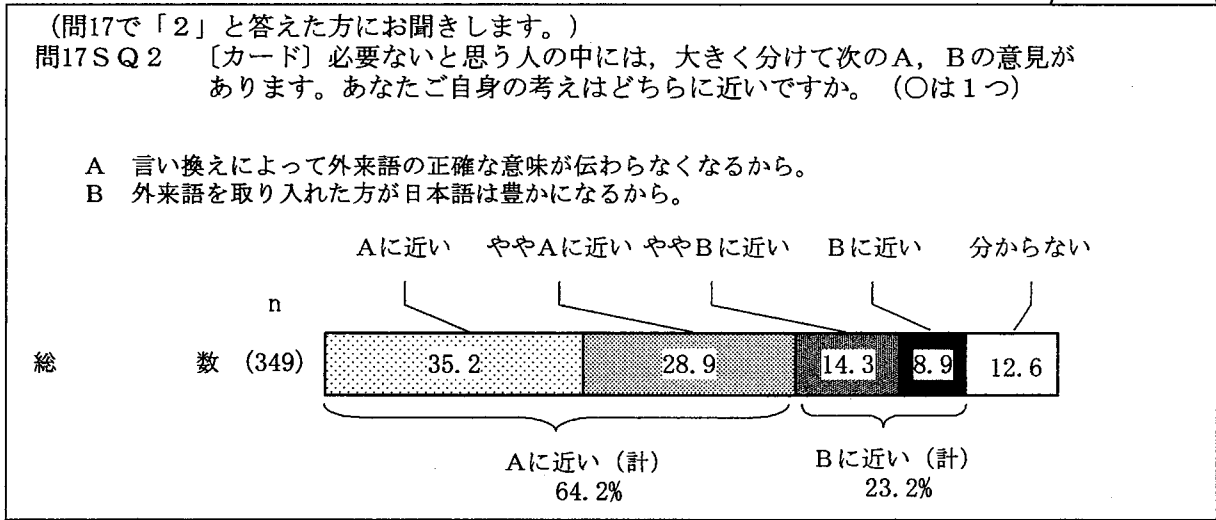 （問17で「２」と答えた方にお聞きします。）
問17ＳＱ２　〔カード〕必要ないと思う人の中には，大きく分けて次のＡ，Ｂの意見が
あります。あなたご自身の考えはどちらに近いですか。（○は１つ）
Ａ　言い換えによって外来語の正確な意味が伝わらなくなるから。
Ｂ　外来語を取り入れた方が日本語は豊かになるから。
Ａに近い　ややＡに近い　ややＢに近い　Ｂに近い　分からない
n
総　数 (349)　35.2　28.9　14.3　8.9　12.6
Ａに近い（計）　Ｂに近い（計）
64.2%　23.2%